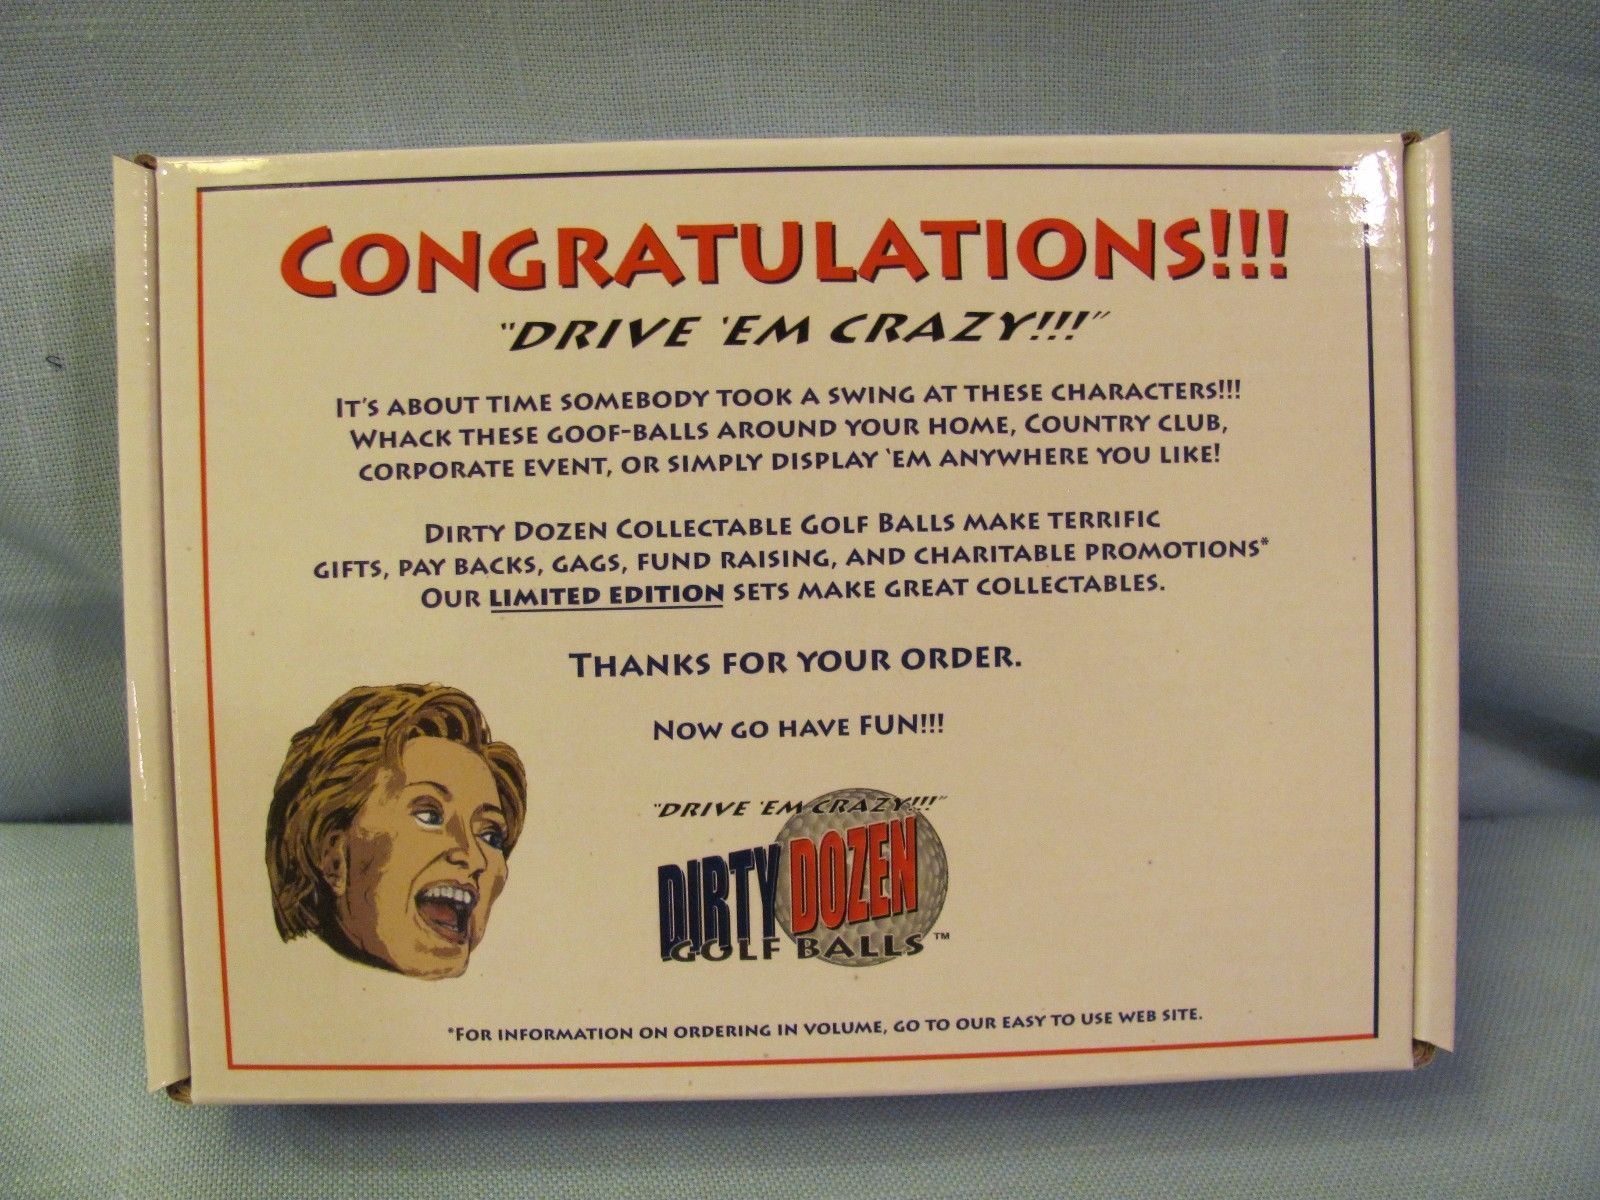 CONGRATULATIONS!!!
"DRIVE 'EM CRAZY!!!"
IT'S ABOUT TIME SOMEBODY TOOK A SWING AT THESE CHARACTERS!!!
WHACK THESE GOOF-BALLS AROUND YOUR HOME, COUNTRY CLUB,
CORPORATE EVENT, OR SIMPLY DISPLAY 'EM ANYWHERE YOU LIKE!
DIRTY DOZEN COLLECTABLE GOLF BALLS MAKE TERRIFIC
GIFTS, PAY BACKS, GAGS, FUND RAISING, AND CHARITABLE PROMOTIONS*
OUR LIMITED EDITION SETS MAKE GREAT COLLECTABLES.
THANKS FOR YOUR ORDER.
NOW GO HAVE FUN!!!
"DRIVE 'EM CRAZY!!!"
DIRTY DOZEN
GOLF BALLS ™
*FOR INFORMATION ON ORDERING IN VOLUME, GO TO OUR EASY TO USE WEB SITE.